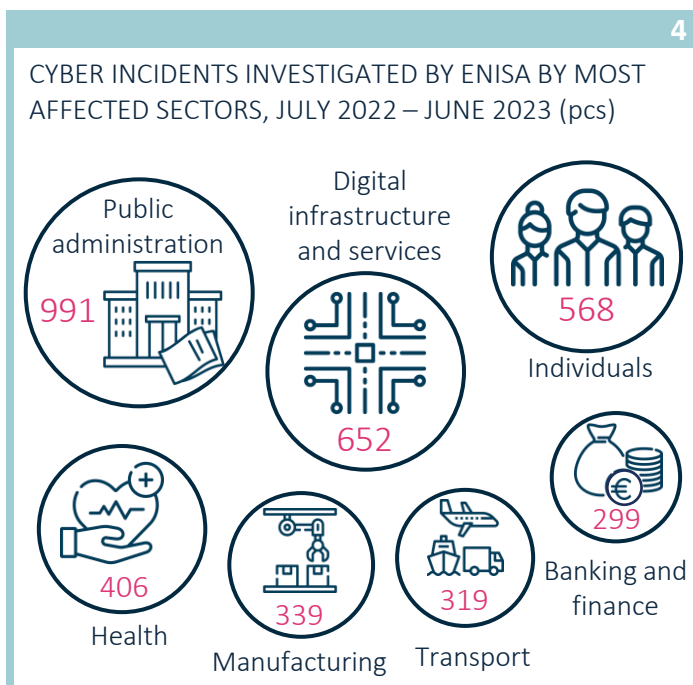 4
CYBER INCIDENTS INVESTIGATED BY ENISA BY MOST
AFFECTED SECTORS, JULY 2022 – JUNE 2023 (pcs)
Public
administration
991
Digital
infrastructure
and services
652
568
Individuals
406
Health
339
Manufacturing
319
Transport
€
299
Banking and
finance